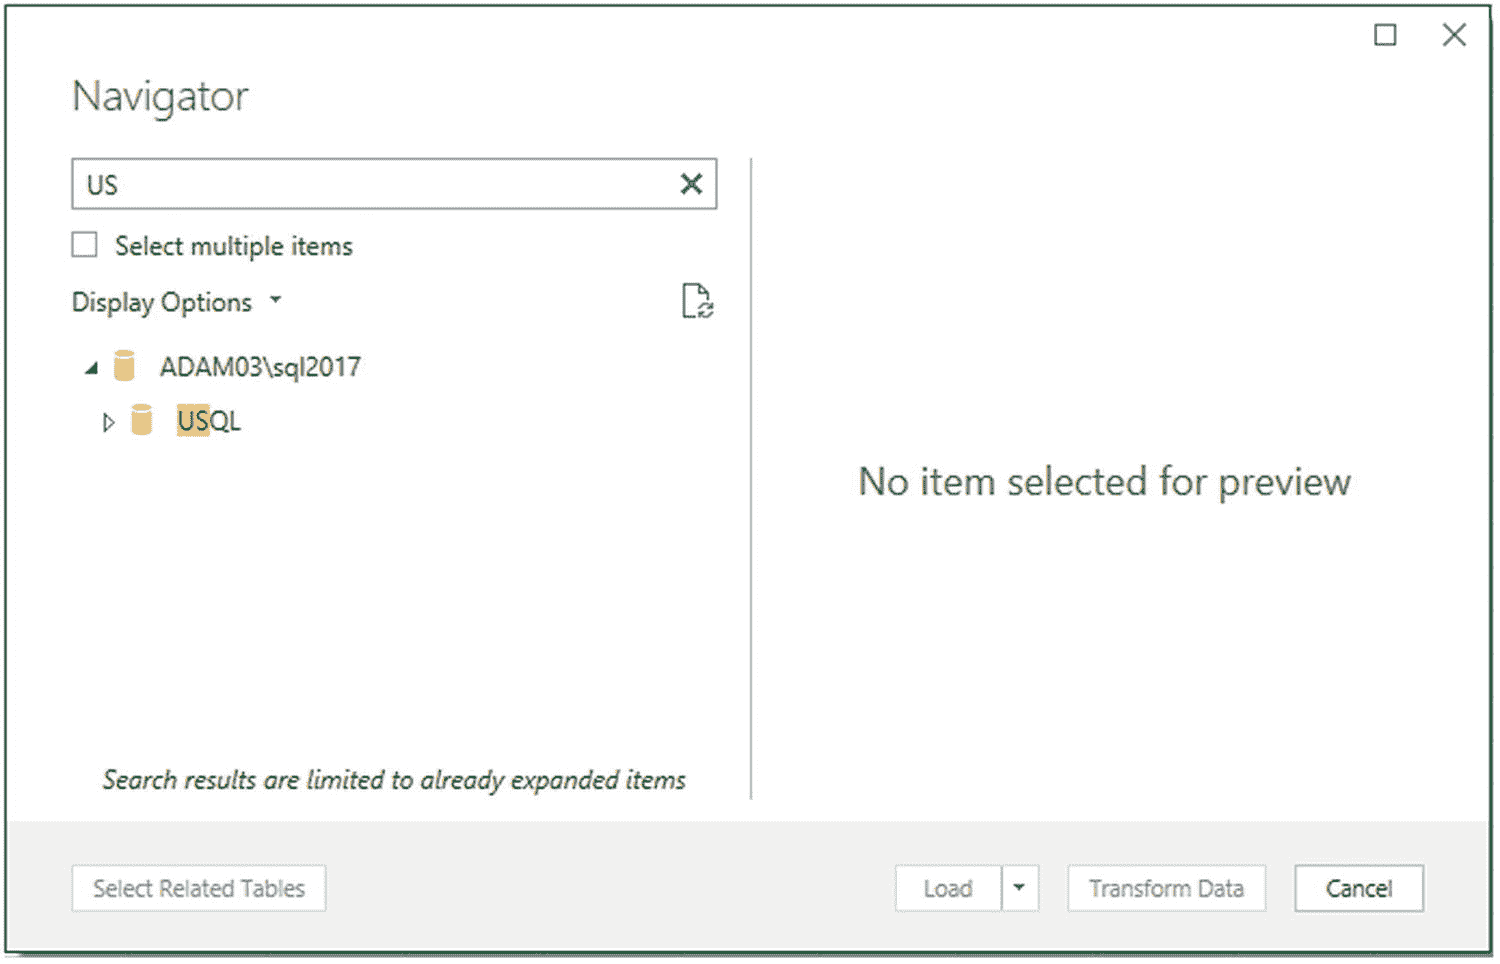 Navigator
US
Select multiple items
Display Options
ADAM03\sql2017
USQL
No item selected for preview
Search results are limited to already expanded items
Select Related Tables
Load
Transform Data
Cancel